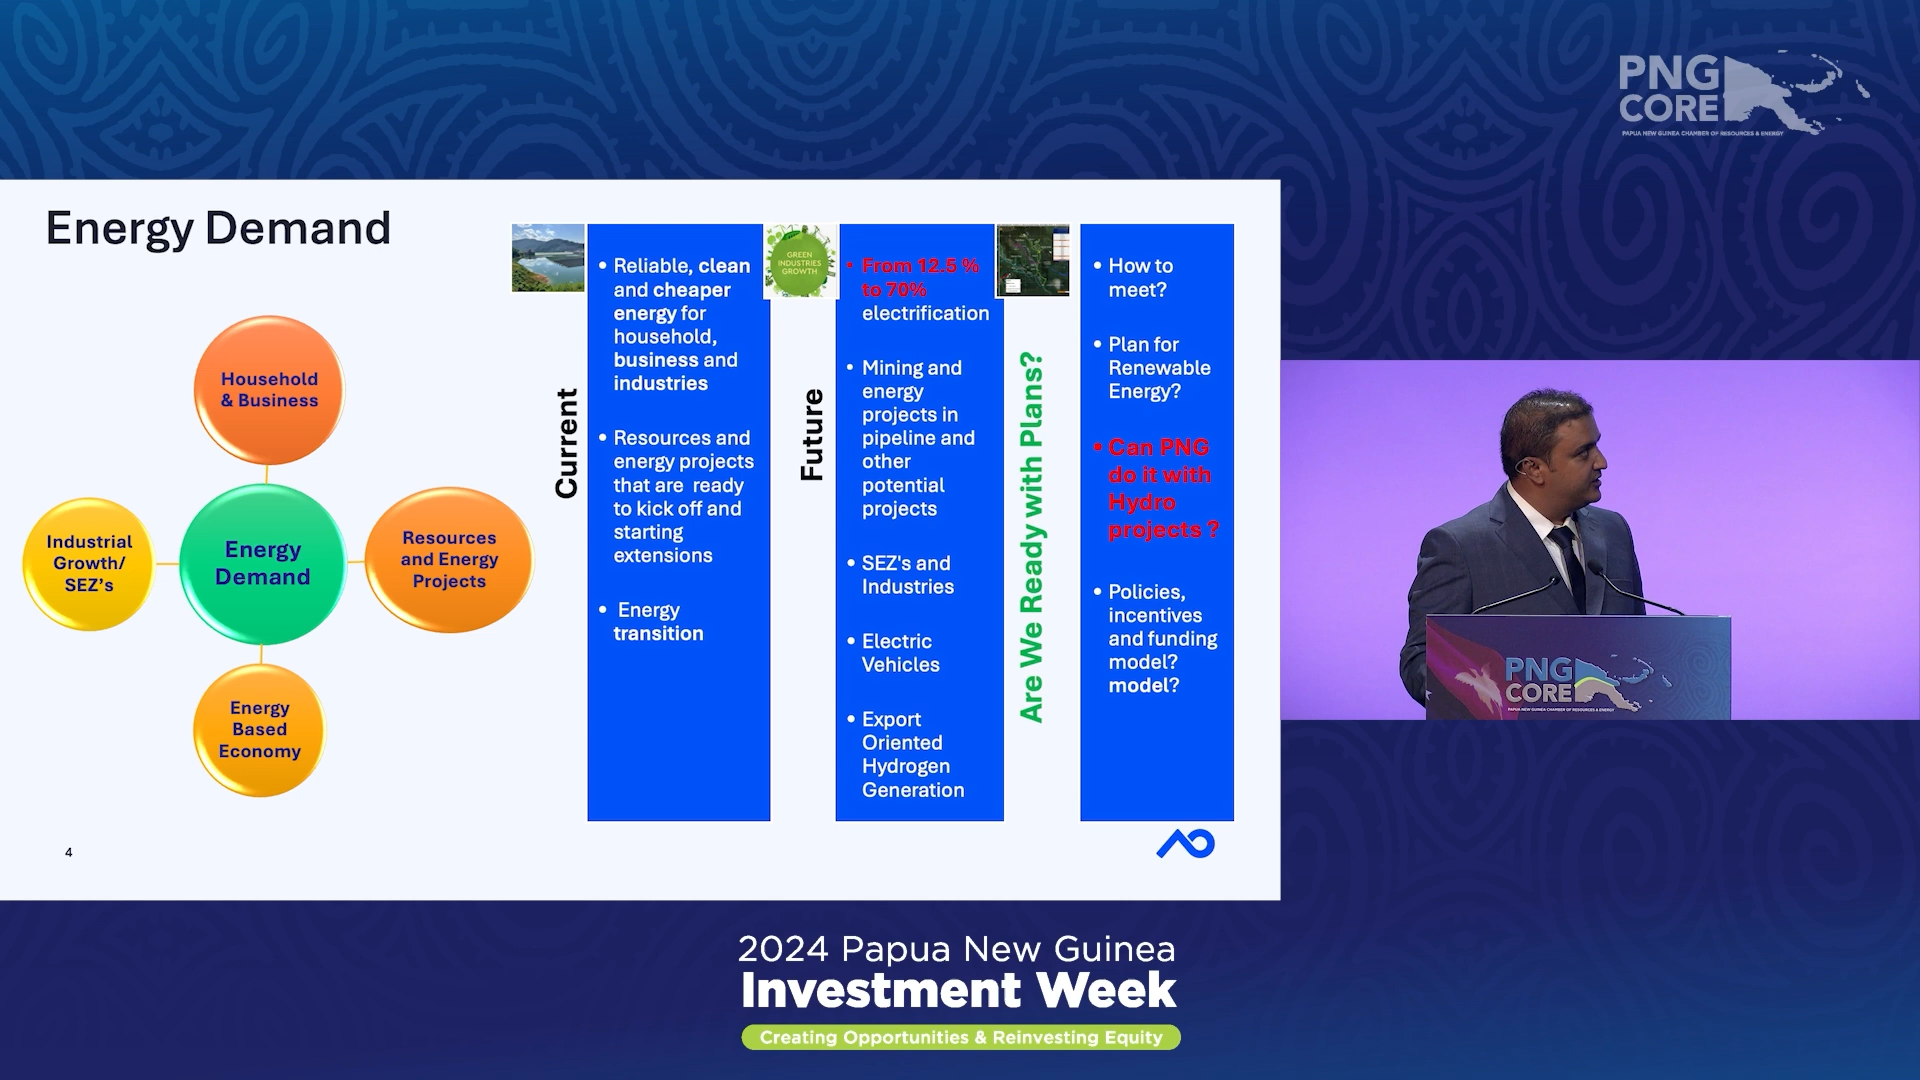 PNG
CORE
PAPUA NEW GUINEA CHAMBER OF RESOURCES & ENERGY
Energy Demand
Household
& Business
Industrial
Growth/
SEZ's
Energy
Demand
Resources
and Energy
Projects
Energy
Based
Economy
Current
• Reliable, clean
and cheaper
energy for
household,
business and
industries
• Resources and
energy projects
that are ready
to kick off and
starting
extensions
• Energy
transition
GREEN
INDUSTRIES
GROWTH
Future
• From 12.5 %
to 70%
electrification
• Mining and
energy
projects in
pipeline and
other
potential
projects
• SEZ's and
Industries
• Electric
Vehicles
• Export
Oriented
Hydrogen
Generation
Are We Ready with Plans?
• How to
meet?
• Plan for
Renewable
Energy?
• Can PNG
do it with
Hydro
projects ?
• Policies,
incentives
and funding
model?
model?
4
PNG
CORE
PAPUA NEW GUINEA CHAMBER OF RESOURCES & ENERGY
2024 Papua New Guinea
Investment Week
Creating Opportunities & Reinvesting Equity